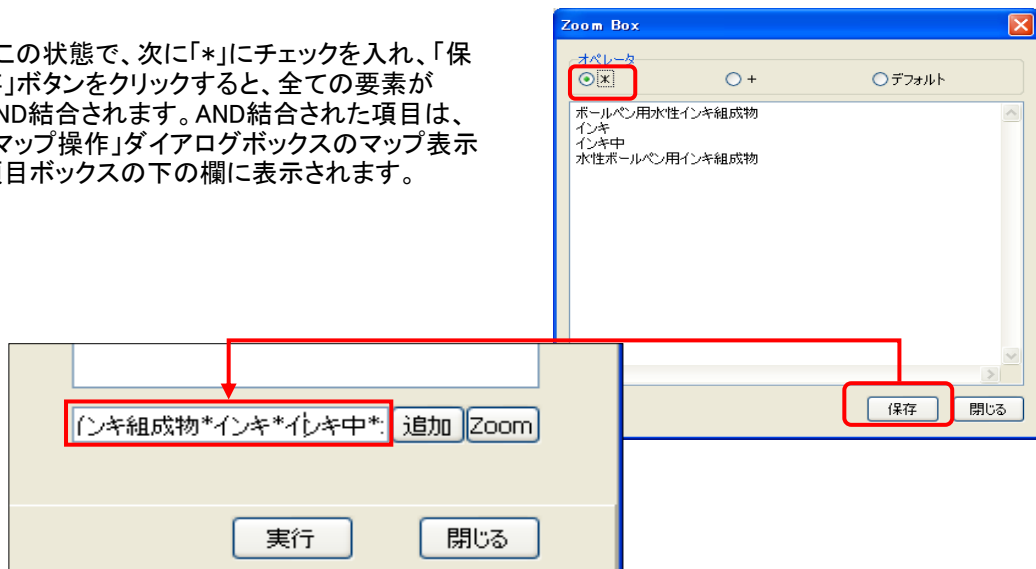 この状態で、次に「*」にチェックを入れ、「保
」ボタンをクリックすると、全ての要素が
ND結合されます。AND結合された項目は、
マップ操作」ダイアログボックスのマップ表示
項目ボックスの下の欄に表示されます。
Zoom Box
オペレータ
* + デフォルト
ボールペン用水性インキ組成物
インキ
インキ中
水性ボールペン用インキ組成物
保存 閉じる
インキ組成物*インキ*インキ中*: 追加 Zoom
実行 閉じる